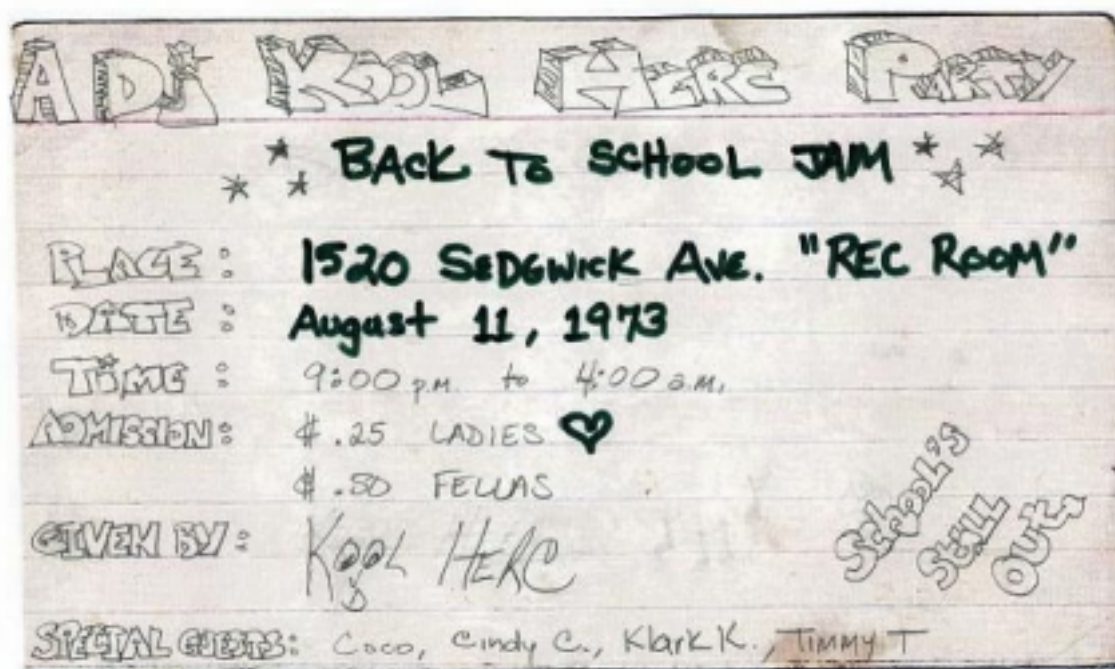 A DJ KOOL HERC PARTY
BACK TO SCHOOL JAM
PLACE: 1520 SEDGWICK AVE. "REC ROOM"
DATE: August 11, 1973
TIME: 9:00 p.m. to 4:00 a.m.
ADMISSION: $.25 LADIES ♡
$.50 FELLAS
GIVEN BY: KOOL HERC
School's
Still
Out.
SPECIAL GUESTS: Coco, Cindy C., Klark K., Timmy T